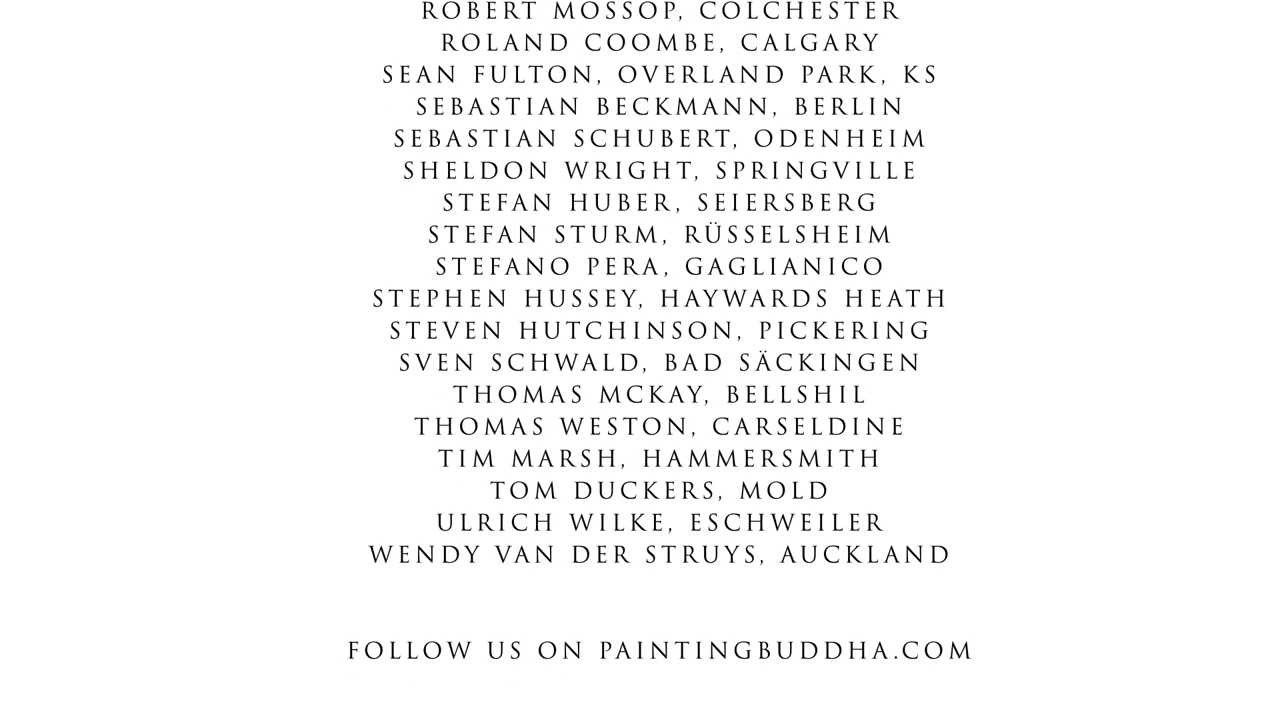 ROBERT MOSSOP, COLCHESTER
ROLAND COOMBE, CALGARY
SEAN FULTON, OVERLAND PARK, KS
SEBASTIAN BECKMANN, BERLIN
SEBASTIAN SCHUBERT, ODENHEIM
SHELDON WRIGHT, SPRINGVILLE
STEFAN HUBER, SEIERSBERG
STEFAN STURM, RÜSSELSHEIM
STEFANO PERA, GAGLIANICO
STEPHEN HUSSEY, HAYWARDS HEATH
STEVEN HUTCHINSON, PICKERING
SVEN SCHWALD, BAD SÄCKINGEN
THOMAS MCKAY, BELLSHIL
THOMAS WESTON, CARSELDINE
TIM MARSH, HAMMERSMITH
TOM DUCKERS, MOLD
ULRICH WILKE, ESCHWEILER
WENDY VAN DER STRUYS, AUCKLAND
FOLLOW US ON PAINTINGBUDDHA.COM